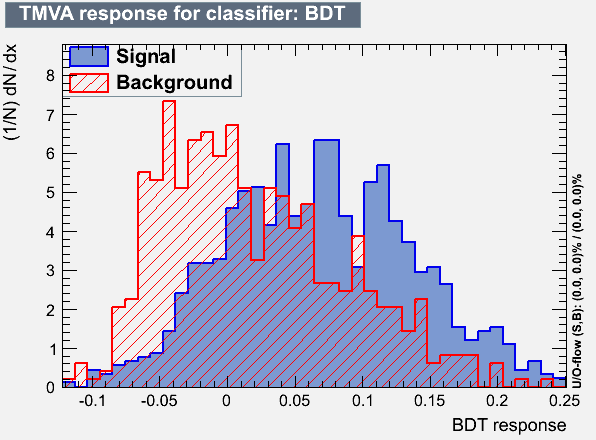 TMVA response for classifier: BDT
(1/N) dN / dx
Signal
Background
8
7
6
5
4
3
2
1
0
-0.1
-0.05
0
0.05
0.1
0.15
0.2
0.25
BDT response
U/O-flow (S,B): (0.0, 0.0)% / (0.0, 0.0)%